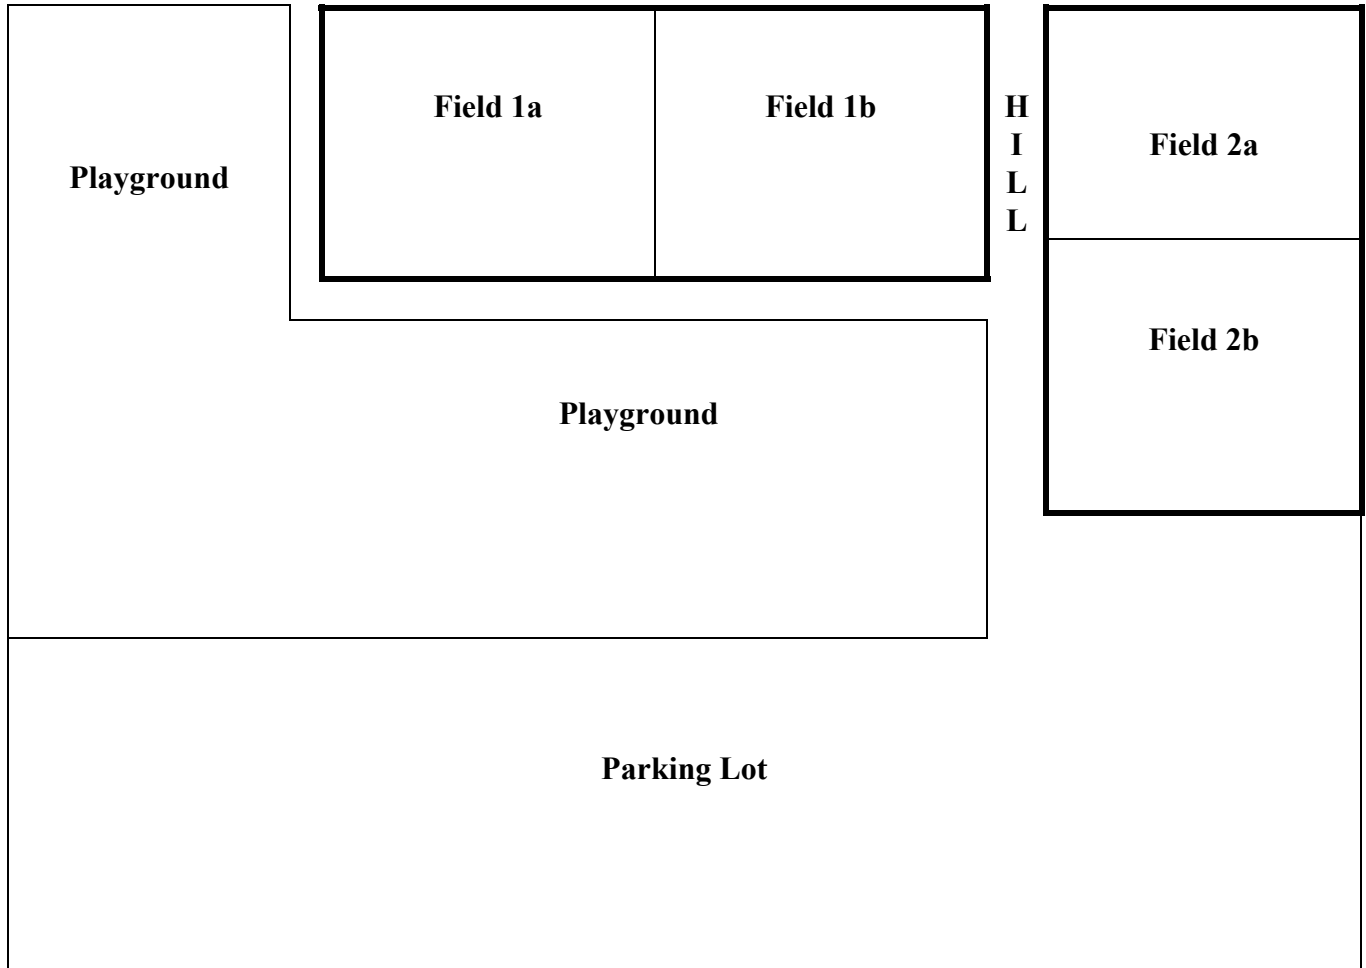 Field 1a
Field 1b
H
I
L
L
Field 2a
Playground
Field 2b
Playground
Parking Lot